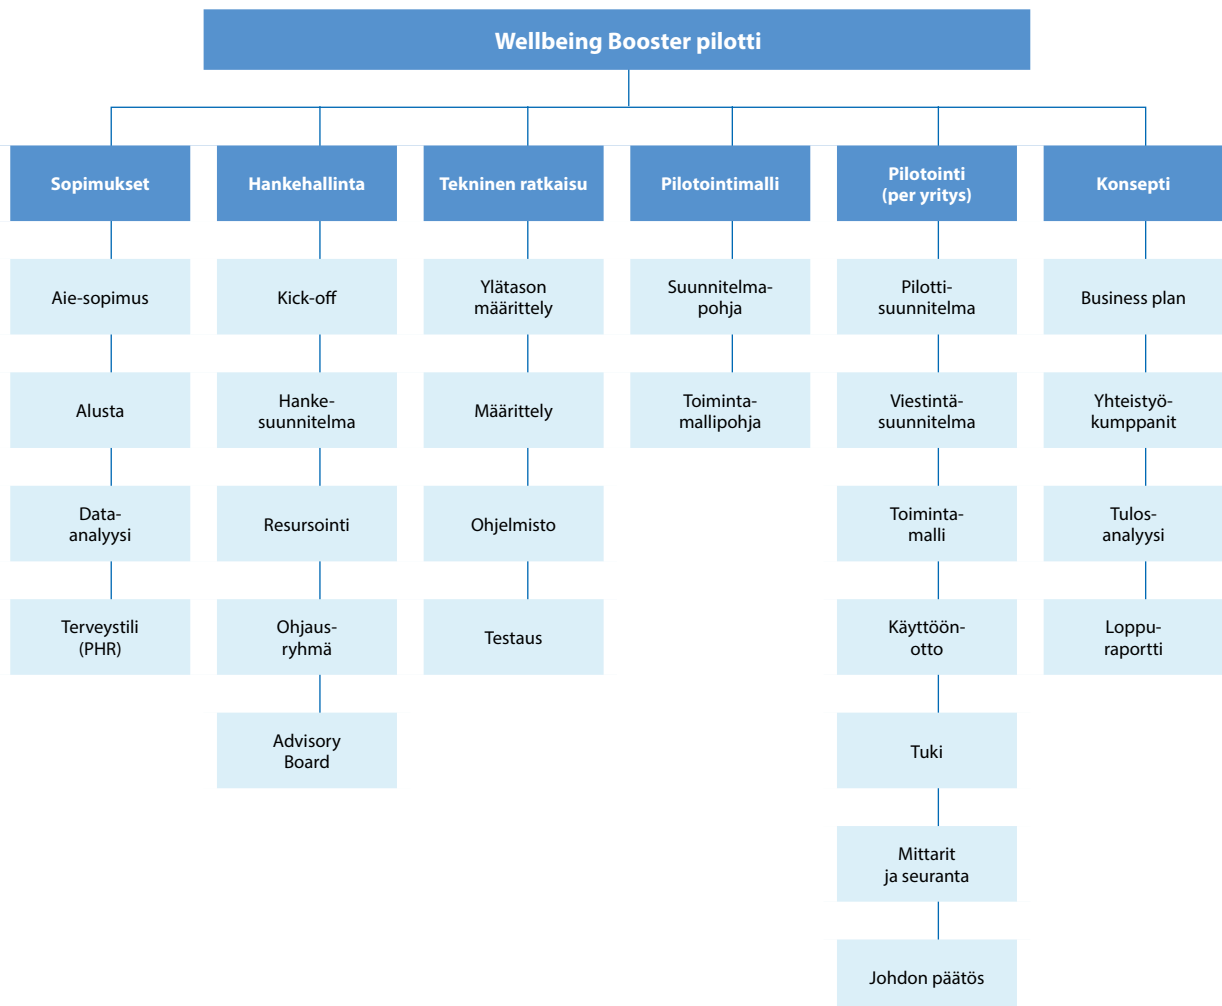 Wellbeing Booster pilotti
Sopimukset
Hankehallinta
Tekninen ratkaisu
Pilotointimalli
Pilotointi
(per yritys)
Konsepti
Aie-sopimus
Kick-off
Ylätason
määrittely
Suunnitelma-
pohja
Pilotti-
suunnitelma
Business plan
Alusta
Hanke-
suunnitelma
Määrittely
Toiminta-
mallipohja
Viestintä-
suunnitelma
Yhteistyö-
kumppanit
Data-
analyysi
Resursointi
Ohjelmisto
Toiminta-
malli
Tulos-
analyysi
Terveystili
(PHR)
Ohjaus-
ryhmä
Testaus
Käyttöön-
otto
Loppu-
raportti
Advisory
Board
Tuki
Mittarit
ja seuranta
Johdon päätös